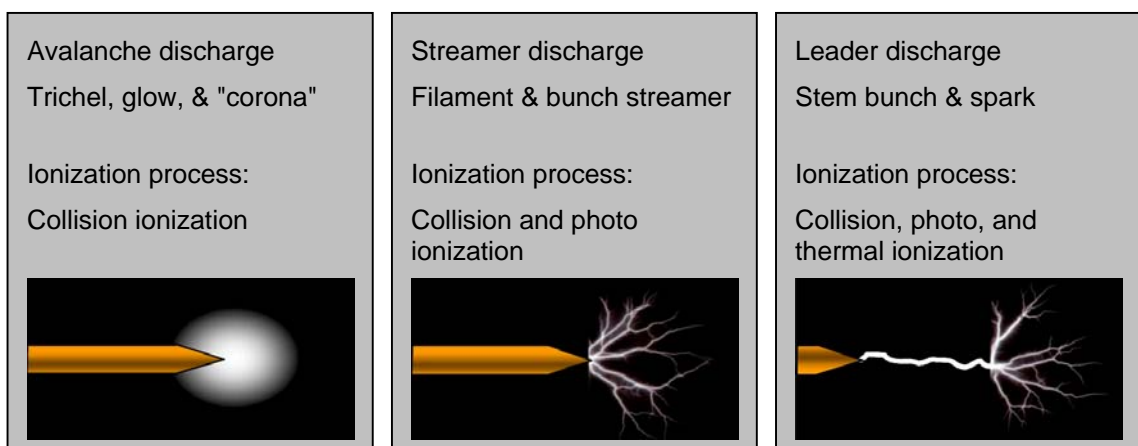 Avalanche discharge
Trichel, glow, & "corona"
Ionization process:
Collision ionization
Streamer discharge
Filament & bunch streamer
Ionization process:
Collision and photo
ionization
Leader discharge
Stem bunch & spark
Ionization process:
Collision, photo, and
thermal ionization